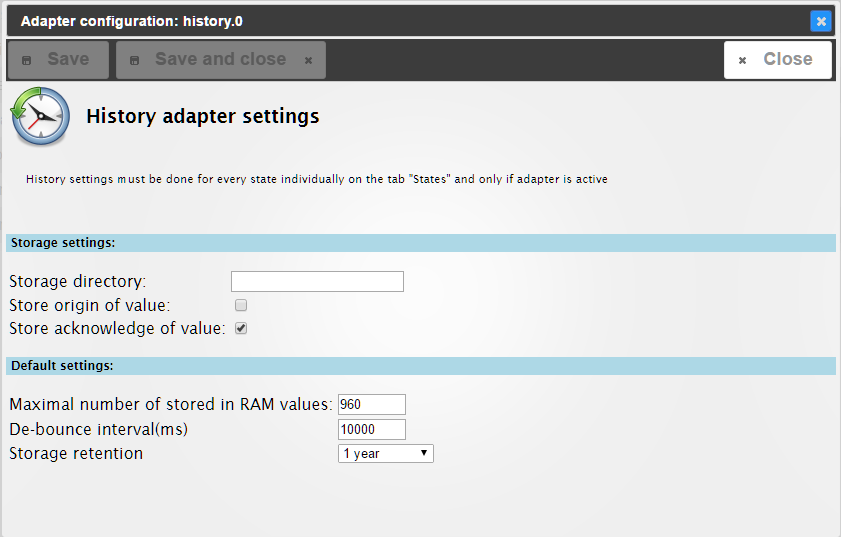 Adapter configuration: history.0
Save
Save and close
Close
History adapter settings
History settings must be done for every state individually on the tab "States" and only if adapter is active
Storage settings:
Storage directory:
Store origin of value:
Store acknowledge of value:
Default settings:
Maximal number of stored in RAM values: 960
De-bounce interval(ms) 10000
Storage retention 1 year